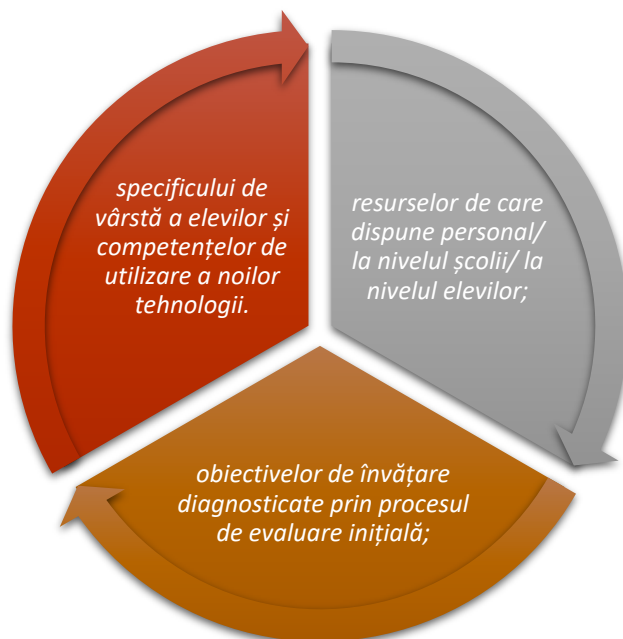 resurselor de care
dispune personal/
la nivelul școlii/ la
nivelul elevilor;
obiectivelor de învățare
diagnosticate prin procesul
de evaluare inițială;
specificului de
vârstă a elevilor și
competențelor de
utilizare a noilor
tehnologii.